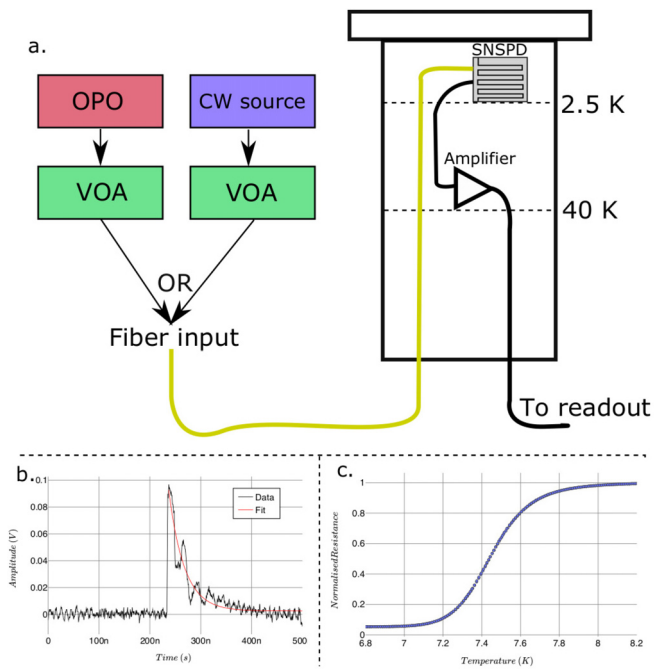 a.
OPO
CW source
VOA
VOA
OR
Fiber input
SNSPD
2.5 K
Amplifier
40 K
To readout
b.
0.1
0.08
0.06
0.04
0.02
0
Amplitude (V)
Data
Fit
0
100n
200n
300n
400n
500
Time (s)
c.
1
0.8
0.6
0.4
0.2
0
NormalisedResistance
6.8
7
7.2
7.4
7.6
7.8
8
8.2
Temperature (K)